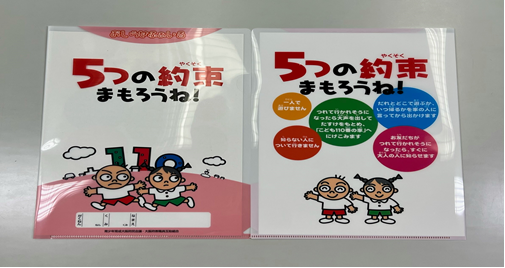 やくそく
5つの約束
まもろうね!
110
やくそく
5つの約束
まもろうね!
一人で
遊びません
つれて行かれそうに
なったら大声を出して
たすけをもとめ、
「こども110番の家」へ
にげこみます
だれとどこで遊ぶか、
いつ帰るかを家の人に
言ってから出かけます
知らない人に
ついて行きません
お友だちが
つれて行かれそうに
なったら、すぐに
大人の人に知らせます